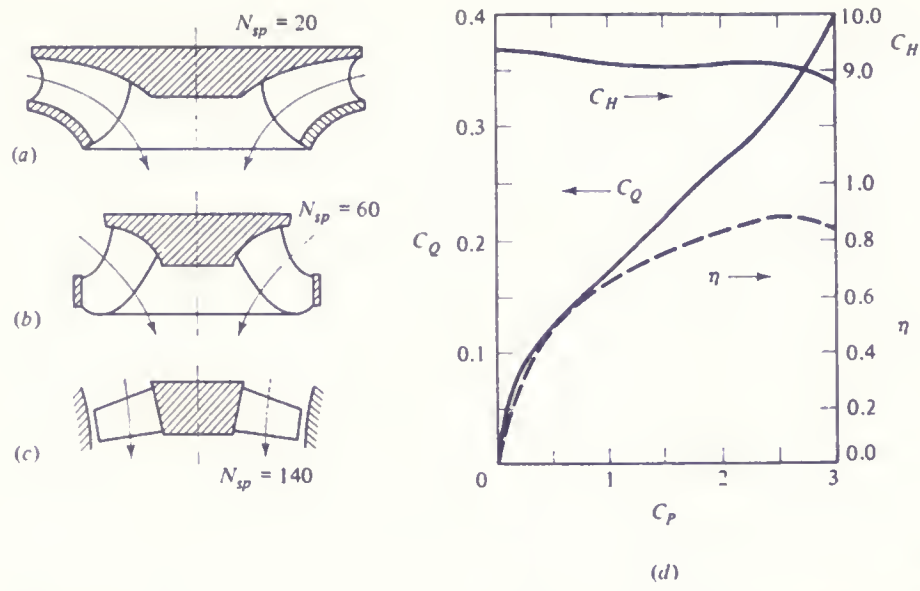 N_sp = 20
(a)
N_sp = 60
(b)
(c)
N_sp = 140
0.4
0.3
C_Q 0.2
0.1
0
10.0
C_H
9.0
1.0
0.8
0.6
η
0.4
0.2
0.0
C_H
C_Q
η
1
2
3
C_P
(d)